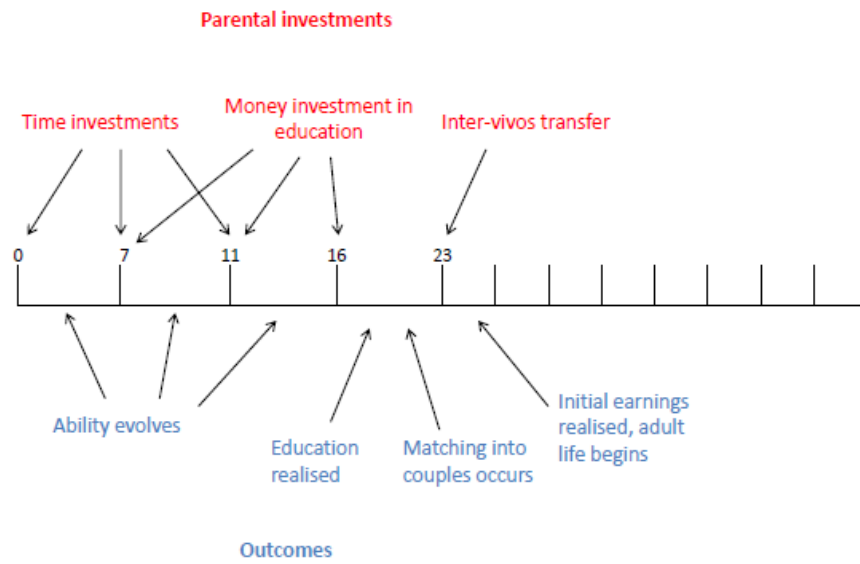 Parental investments
Time investments
Money investment in
education
Inter-vivos transfer
0
7
11
16
23
Ability evolves
Education
realised
Matching into
couples occurs
Initial earnings
realised, adult
life begins
Outcomes